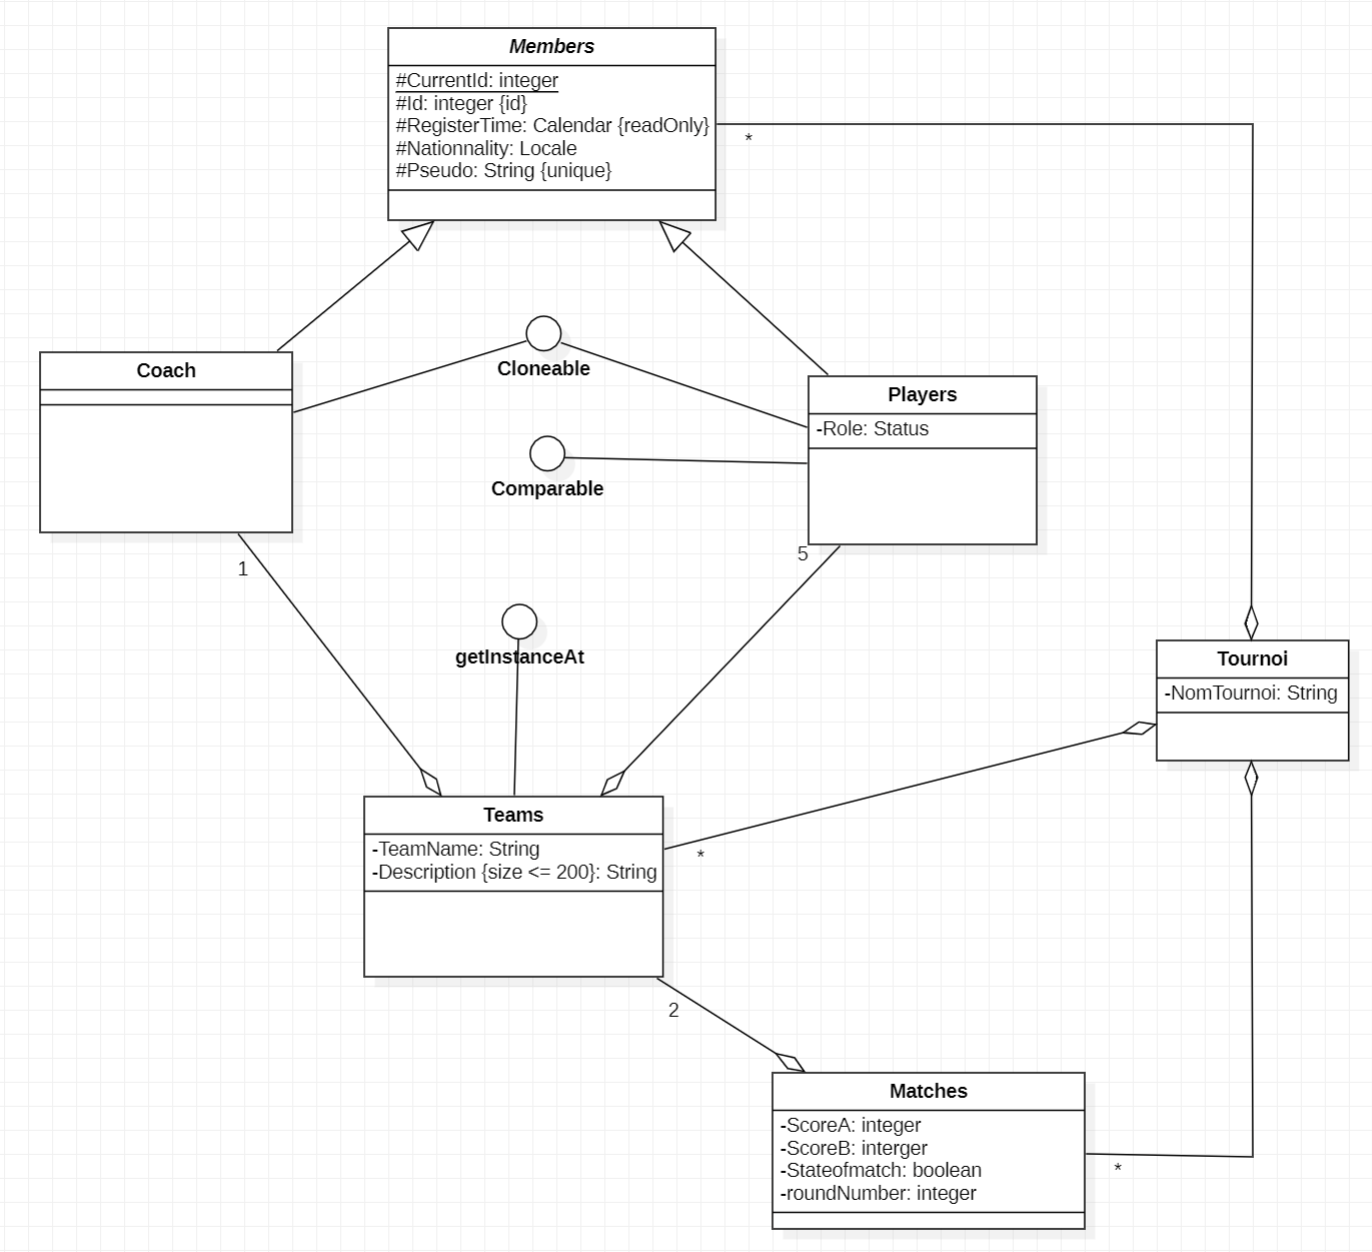 Members
#CurrentId: integer
#Id: integer {id}
#RegisterTime: Calendar {readOnly}
#Nationnality: Locale
#Pseudo: String {unique}
*
Coach
Cloneable
Players
-Role: Status
Comparable
5
1
getInstanceAt
Tournoi
-NomTournoi: String
Teams
-TeamName: String
-Description {size <= 200}: String
*
2
Matches
-ScoreA: integer
-ScoreB: interger
-Stateofmatch: boolean
-roundNumber: integer
*